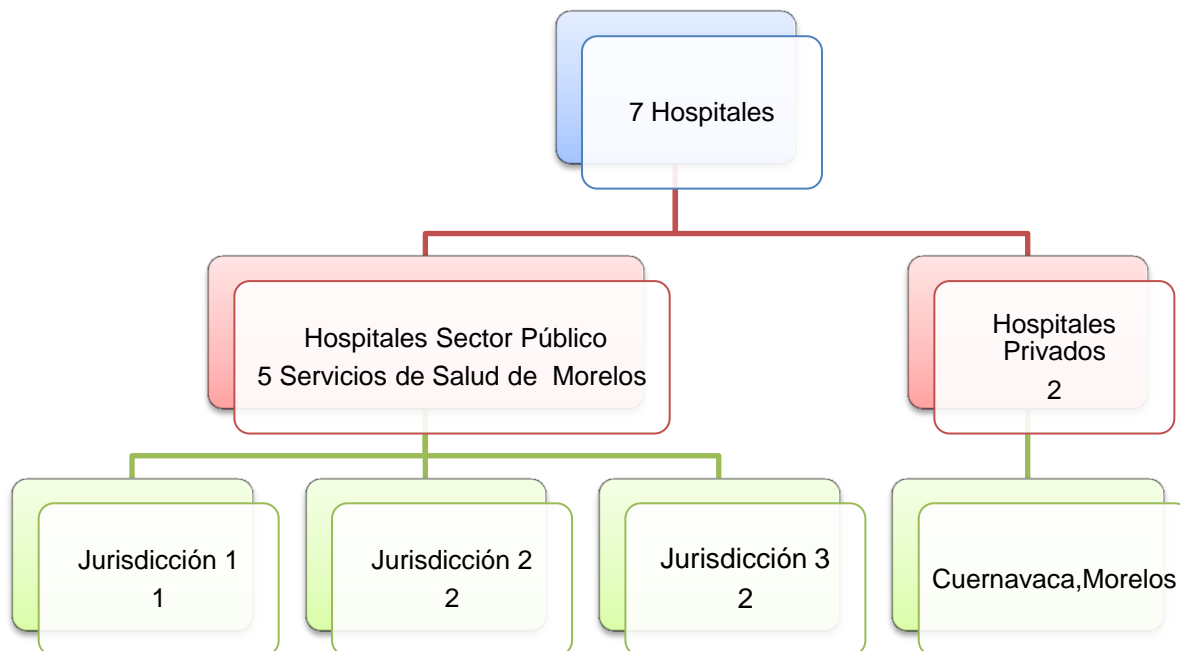 7 Hospitales
Hospitales Sector Público
5 Servicios de Salud de Morelos
Hospitales
Privados
2
Jurisdicción 1
1
Jurisdicción 2
2
Jurisdicción 3
2
Cuernavaca,Morelos